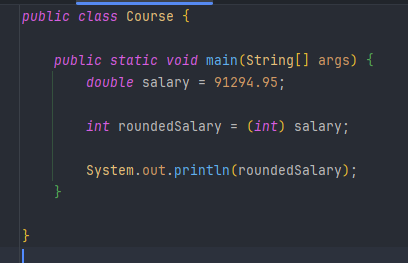 public class Course {
public static void main(String[] args) {
double salary = 91294.95;
int roundedSalary = (int) salary;
System.out.println(roundedSalary);
}
}